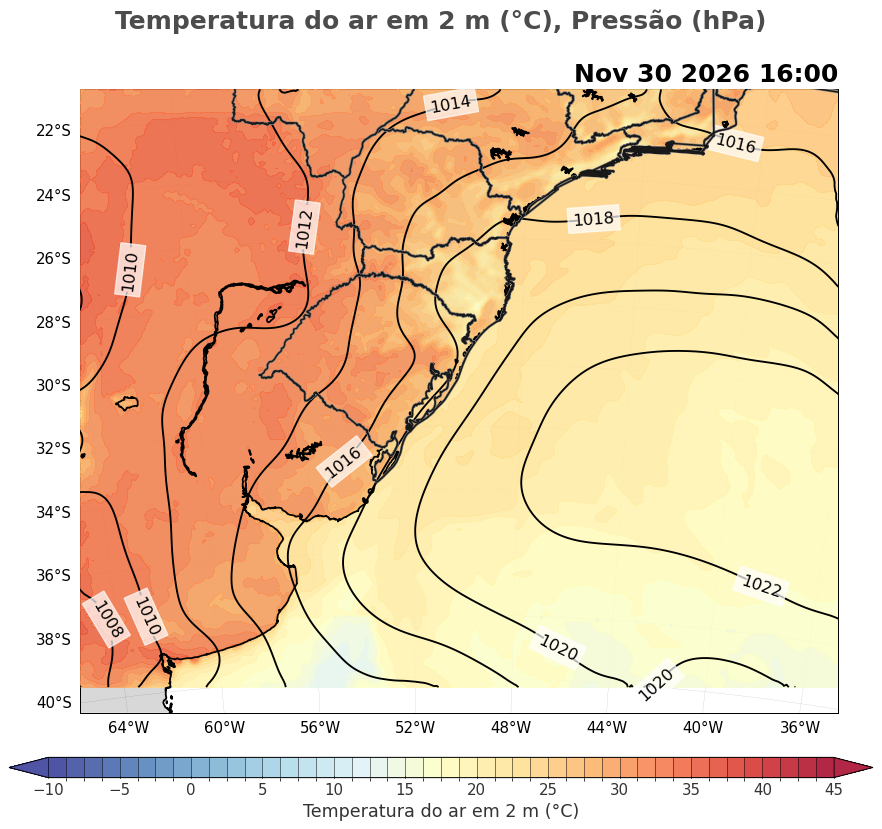 Temperatura do ar em 2 m (°C), Pressão (hPa)
Nov 30 2026 16:00
1014
22°S
1016
24°S
1018
1012
26°S
1010
28°S
30°S
32°S
1016
34°S
36°S
1022
1008
1010
38°S
1020
1020
40°S
64°W 60°W 56°W 52°W 48°W 44°W 40°W 36°W
−10 −5 0 5 10 15 20 25 30 35 40 45
Temperatura do ar em 2 m (°C)